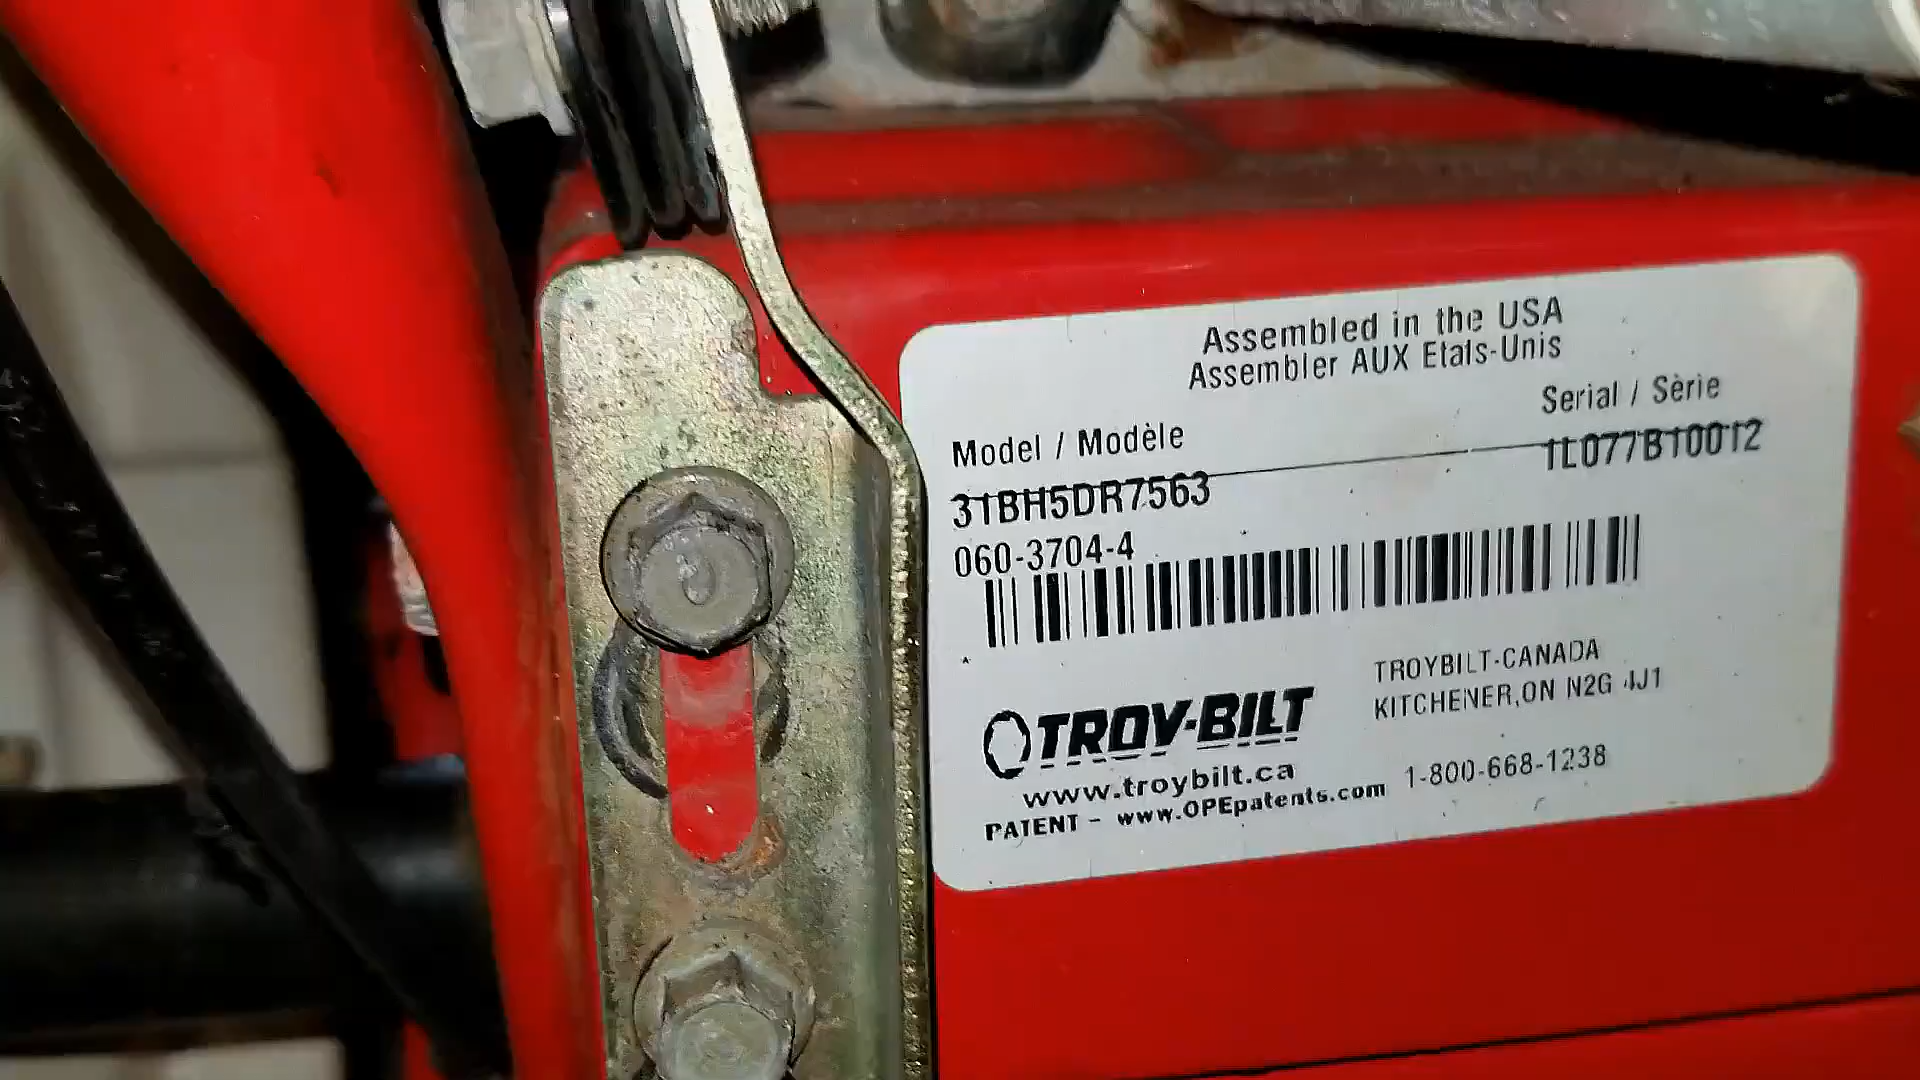 Assembled in the USA
Assembler AUX Etats-Unis
Model / Modèle
Serial / Sèrie
31BH5DR7563
1L077B10012
060-3704-4
TROY-BILT
TROYBILT-CANADA
KITCHENER,ON N2G 4J1
www.troybilt.ca
1-800-668-1238
PATENT - www.OPEpatents.com